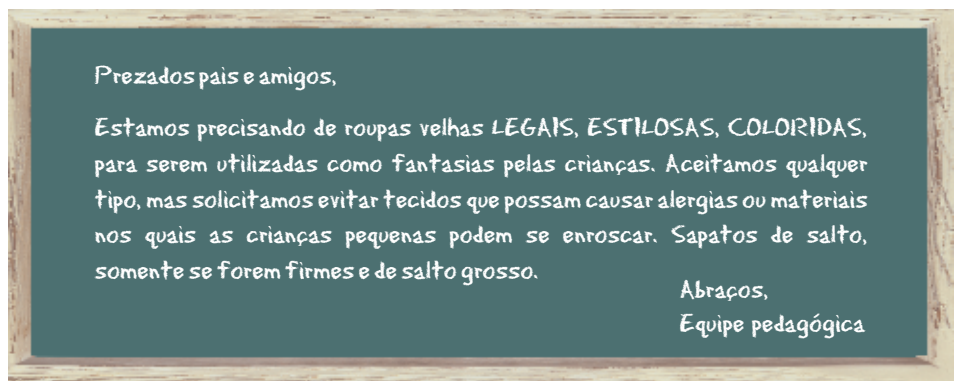 Prezados pais e amigos,
Estamos precisando de roupas velhas LEGAIS, ESTILOSAS, COLORIDAS,
para serem utilizadas como fantasias pelas crianças. Aceitamos qualquer
tipo, mas solicitamos evitar tecidos que possam causar alergias ou materiais
nos quais as crianças pequenas podem se enroscar. Sapatos de salto,
somente se forem firmes e de salto grosso.
Abraços,
Equipe pedagógica